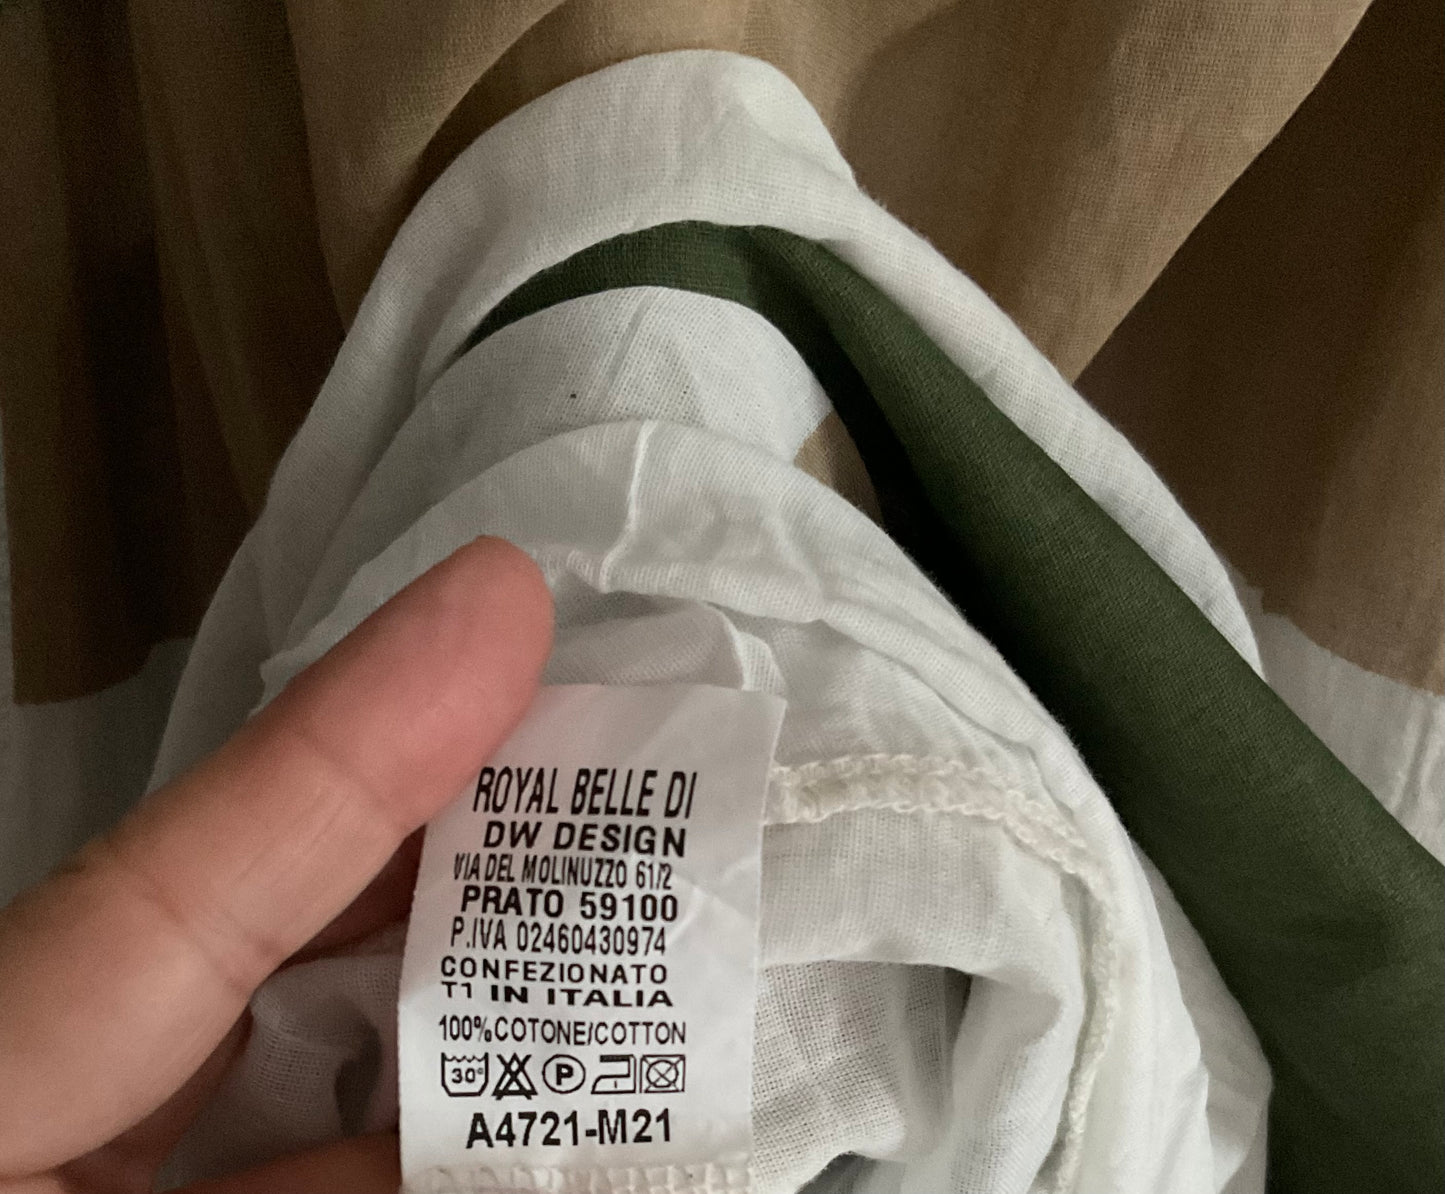 ROYAL BELLE DI
DW DESIGN
VIA DEL MOLINUZZO 61/2
PRATO 59100
P.IVA 02460430974
CONFEZIONATO
T1 IN ITALIA
100%COTONE/COTTON
30°
P
A4721-M21